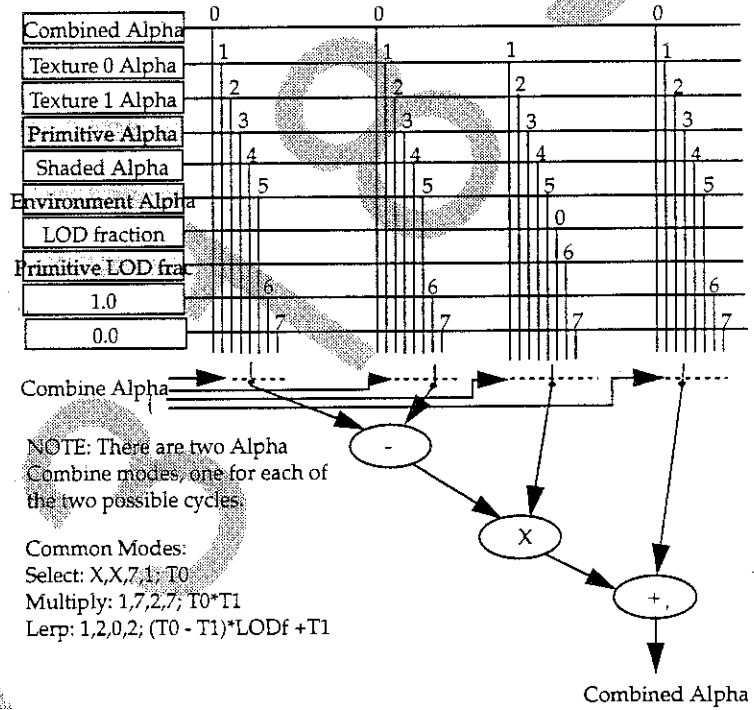 0 0 0
Combined Alpha
1 1 1 1
Texture 0 Alpha
2 2 2 2
Texture 1 Alpha
3 3 3 3
Primitive Alpha
4 4 4 4
Shaded Alpha
5 5 5 5
Environment Alpha
0
LOD fraction
6
Primitive LOD frac
6 6 6
1.0
7 7 7 7
0.0
Combine Alpha
-
NOTE: There are two Alpha
Combine modes, one for each of
the two possible cycles.
X
Common Modes:
Select: X,X,7,1; T0
Multiply: 1,7,2,7; T0*T1
Lerp: 1,2,0,2; (T0 - T1)*LODf +T1
+
Combined Alpha